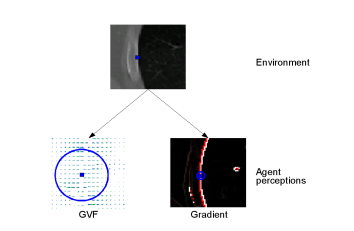 Environment
Agent
perceptions
GVF
Gradient